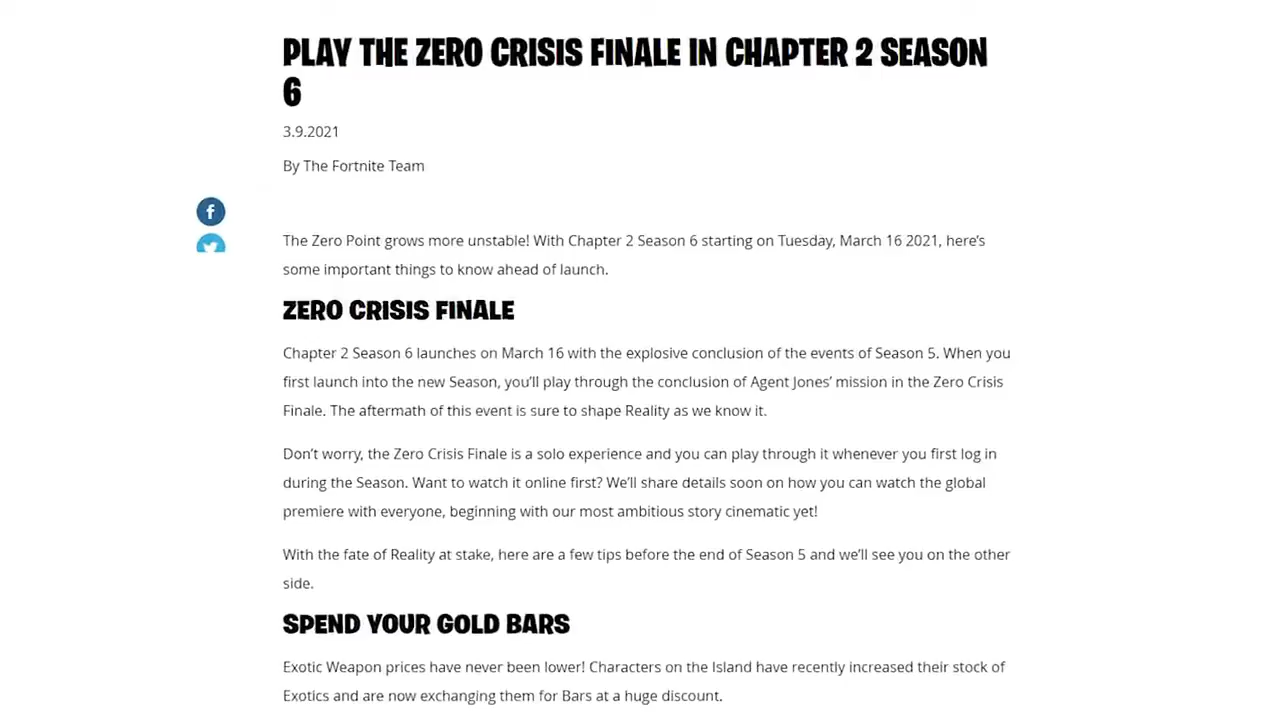 PLAY THE ZERO CRISIS FINALE IN CHAPTER 2 SEASON
6
3.9.2021
By The Fortnite Team
The Zero Point grows more unstable! With Chapter 2 Season 6 starting on Tuesday, March 16 2021, here's
some important things to know ahead of launch.
ZERO CRISIS FINALE
Chapter 2 Season 6 launches on March 16 with the explosive conclusion of the events of Season 5. When you
first launch into the new Season, you'll play through the conclusion of Agent Jones' mission in the Zero Crisis
Finale. The aftermath of this event is sure to shape Reality as we know it.
Don't worry, the Zero Crisis Finale is a solo experience and you can play through it whenever you first log in
during the Season. Want to watch it online first? We'll share details soon on how you can watch the global
premiere with everyone, beginning with our most ambitious story cinematic yet!
With the fate of Reality at stake, here are a few tips before the end of Season 5 and we'll see you on the other
side.
SPEND YOUR GOLD BARS
Exotic Weapon prices have never been lower! Characters on the Island have recently increased their stock of
Exotics and are now exchanging them for Bars at a huge discount.